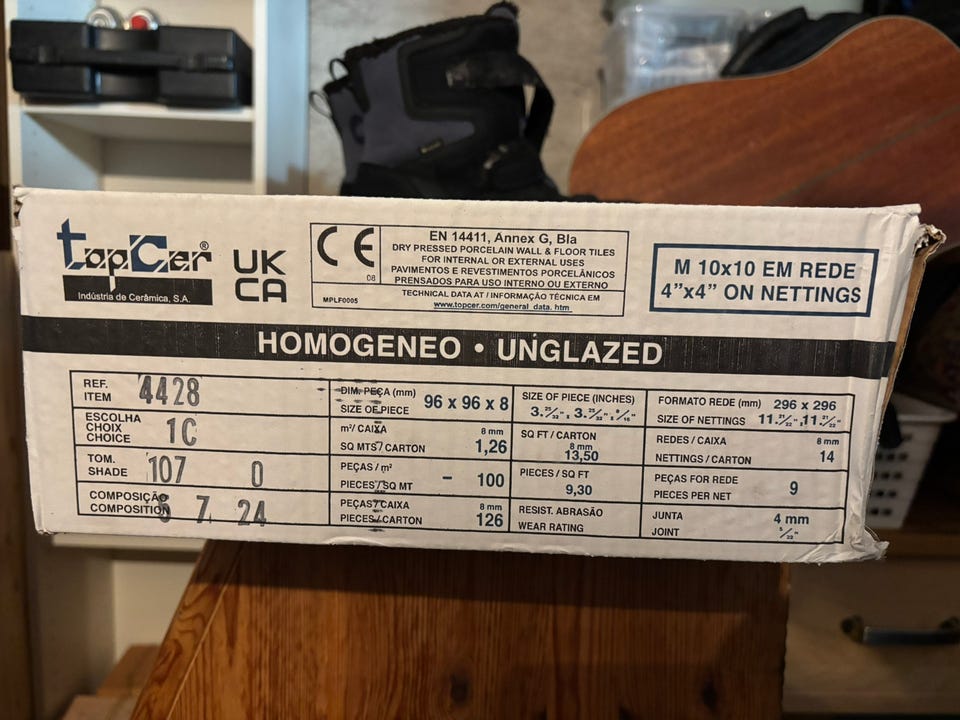 topCer®
Indústria de Cerâmica, S.A.
UK
CA
CE
08
MPLF0005
EN 14411, Annex G, BIa
DRY PRESSED PORCELAIN WALL & FLOOR TILES
FOR INTERNAL OR EXTERNAL USES
PAVIMENTOS E REVESTIMENTOS PORCELÂNICOS
PRENSADOS PARA USO INTERNO OU EXTERNO
TECHNICAL DATA AT / INFORMAÇÃO TÉCNICA EM
www.topcer.com/general_data.htm
M 10x10 EM REDE
4"x4" ON NETTINGS
HOMOGENEO • UNGLAZED
REF.
ITEM
4428
ESCOLHA
CHOIX
CHOICE
1C
TOM.
SHADE
107 0
COMPOSIÇÃO
COMPOSITION
7 24
DIM. PEÇA (mm)
SIZE OF PIECE
96 x 96 x 8
m²/ CAIXA
SQ MTS / CARTON
8 mm
1,26
PEÇAS / m²
PIECES / SQ MT
- 100
PEÇAS / CAIXA
PIECES / CARTON
8 mm
126
SIZE OF PIECE (INCHES)
SQ FT / CARTON
8 mm
13,50
PIECES / SQ FT
9,30
RESIST. ABRASÃO
WEAR RATING
FORMATO REDE (mm) 296 x 296
SIZE OF NETTINGS
REDES / CAIXA
NETTINGS / CARTON
8 mm
14
PEÇAS POR REDE
PIECES PER NET
9
JUNTA
JOINT
4 mm